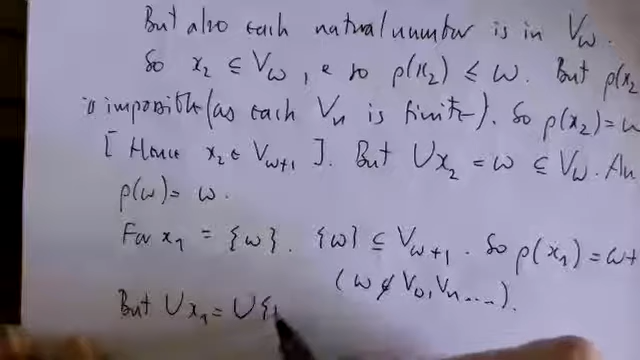 But also each natural number is in V_ω.
So x₂ ⊆ V_ω, & so ρ(x₂) ≤ ω. But ρ(x₂
is impossible (as each V_n is finite). So ρ(x₂) = ω
[Hence x₂ ∈ V_{ω+1}]. But ∪x₂ = ω ⊆ V_ω. An
ρ(ω) = ω.
For x₁ = {ω}. {ω} ⊆ V_{ω+1}. So ρ(x₁) = ω+
(ω ∉ V_0, V_n ....).
But ∪x₁ = ∪{